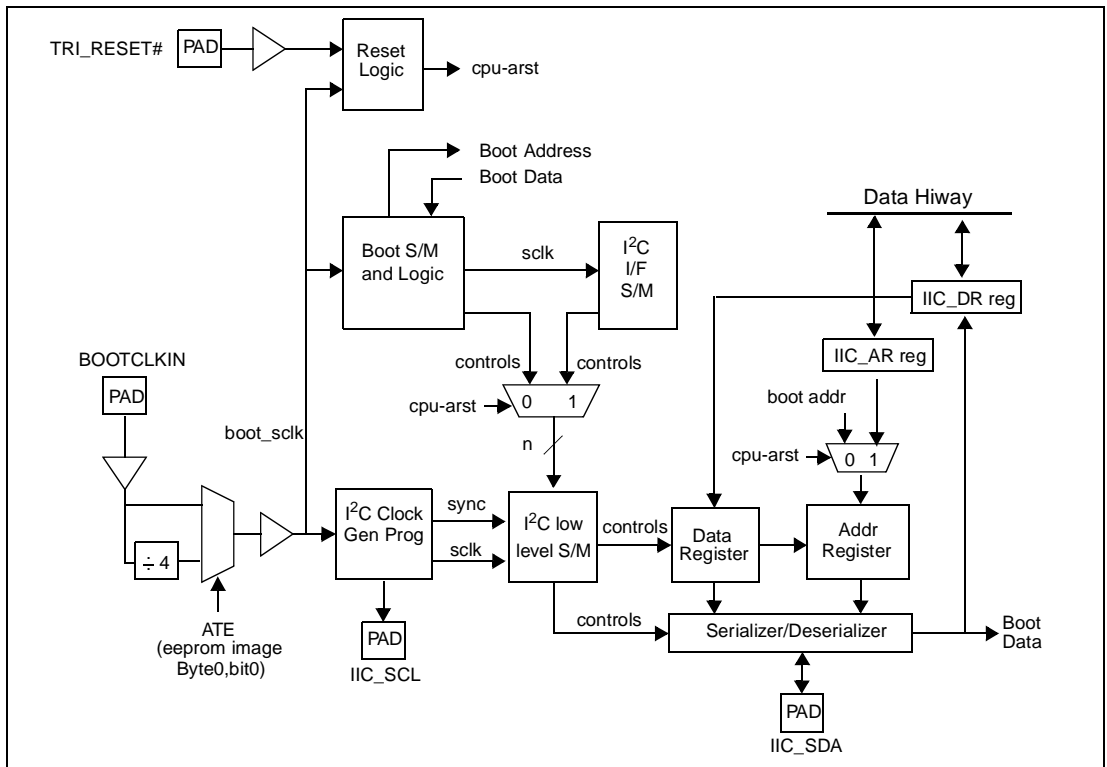 TRI_RESET#
PAD
Reset
Logic
cpu-arst
Boot Address
Boot Data
Data Hiway
Boot S/M
and Logic
sclk
I²C
I/F
S/M
IIC_DR reg
BOOTCLKIN
PAD
controls
controls
IIC_AR reg
cpu-arst
0 1
boot addr
boot_sclk
n
cpu-arst
0 1
I²C Clock
Gen Prog
sync
sclk
I²C low
level S/M
controls
Data
Register
Addr
Register
÷ 4
ATE
(eeprom image
Byte0,bit0)
PAD
IIC_SCL
controls
Serializer/Deserializer
Boot
Data
PAD
IIC_SDA